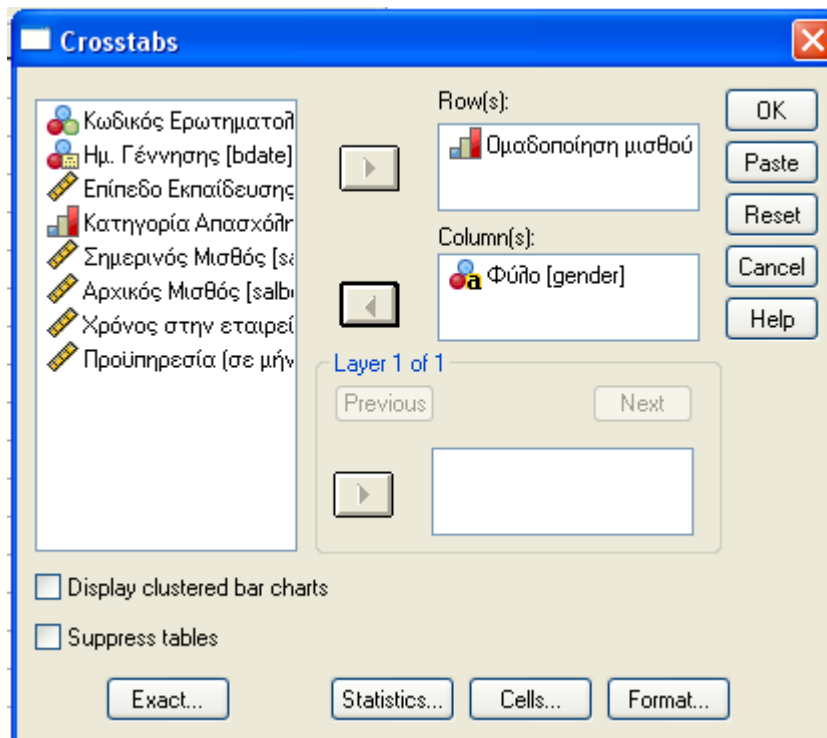 Crosstabs
Κωδικός Ερωτηματολ
Ημ. Γέννησης [bdate]
Επίπεδο Εκπαίδευσης
Κατηγορία Απασχόλη
Σημερινός Μισθός [sa
Αρχικός Μισθός [salb
Χρόνος στην εταιρεί
Προϋπηρεσία (σε μήν
Row(s):
Ομαδοποίηση μισθού
Column(s):
Φύλο [gender]
Layer 1 of 1
Previous
Next
OK
Paste
Reset
Cancel
Help
Display clustered bar charts
Suppress tables
Exact...
Statistics...
Cells...
Format...